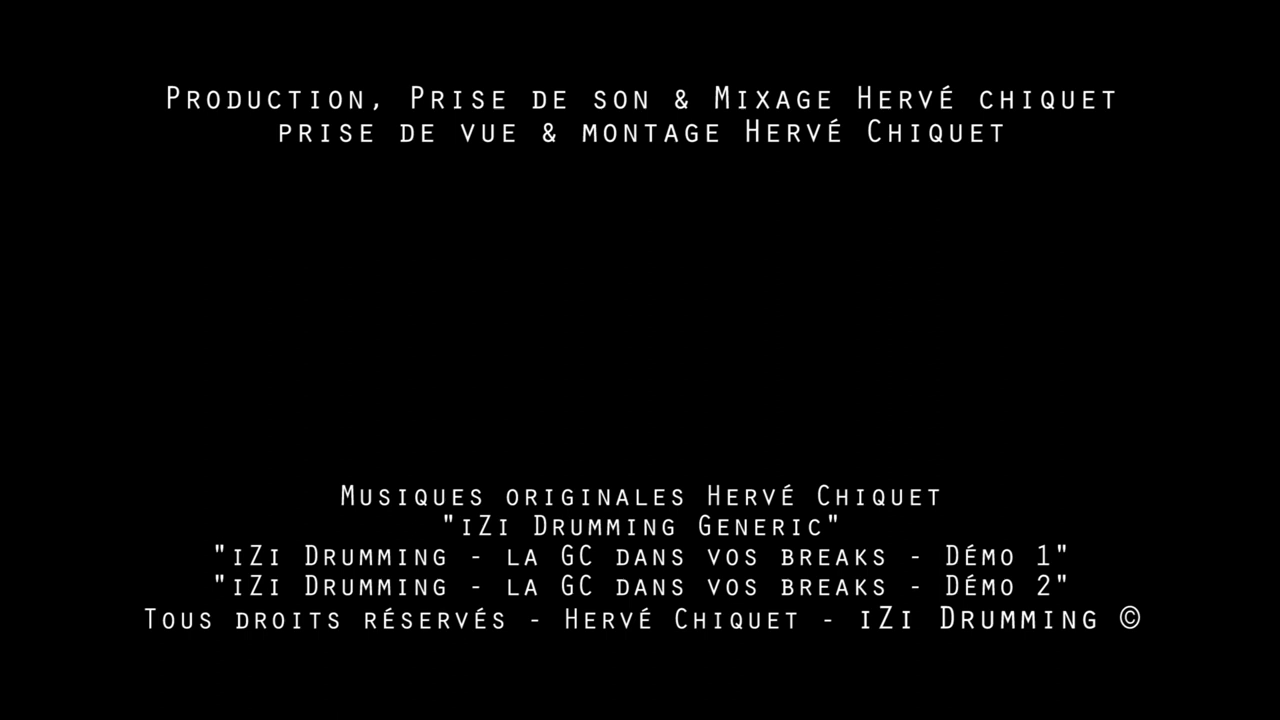 Production, Prise de son & Mixage Hervé chiquet
prise de vue & montage Hervé Chiquet
Musiques originales Hervé Chiquet
"iZi Drumming Generic"
"iZi Drumming - la GC dans vos breaks - Démo 1"
"iZi Drumming - la GC dans vos breaks - Démo 2"
Tous droits réservés - Hervé Chiquet - iZi Drumming ©